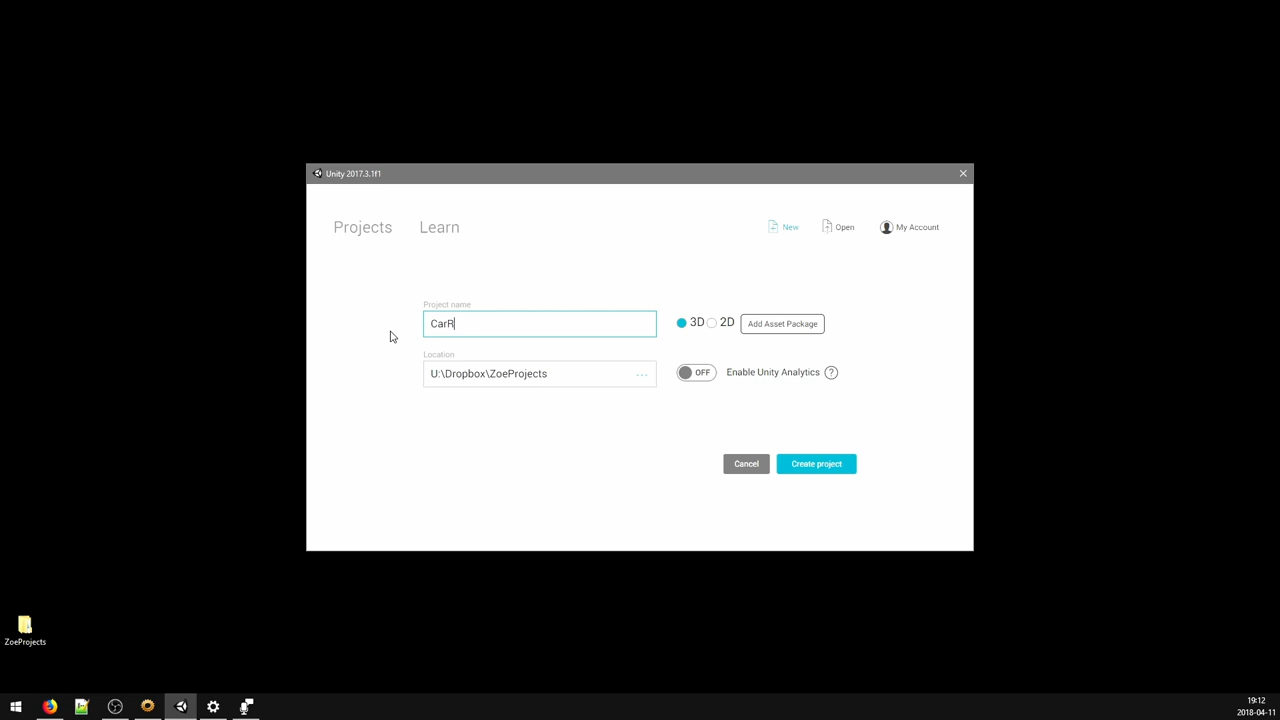 Unity 2017.3.1f1
Projects Learn New Open My Account
Project name
CarR
3D 2D Add Asset Package
Location
U:\Dropbox\ZoeProjects ...
OFF Enable Unity Analytics ?
Cancel Create project
ZoeProjects
19:12
2018-04-11